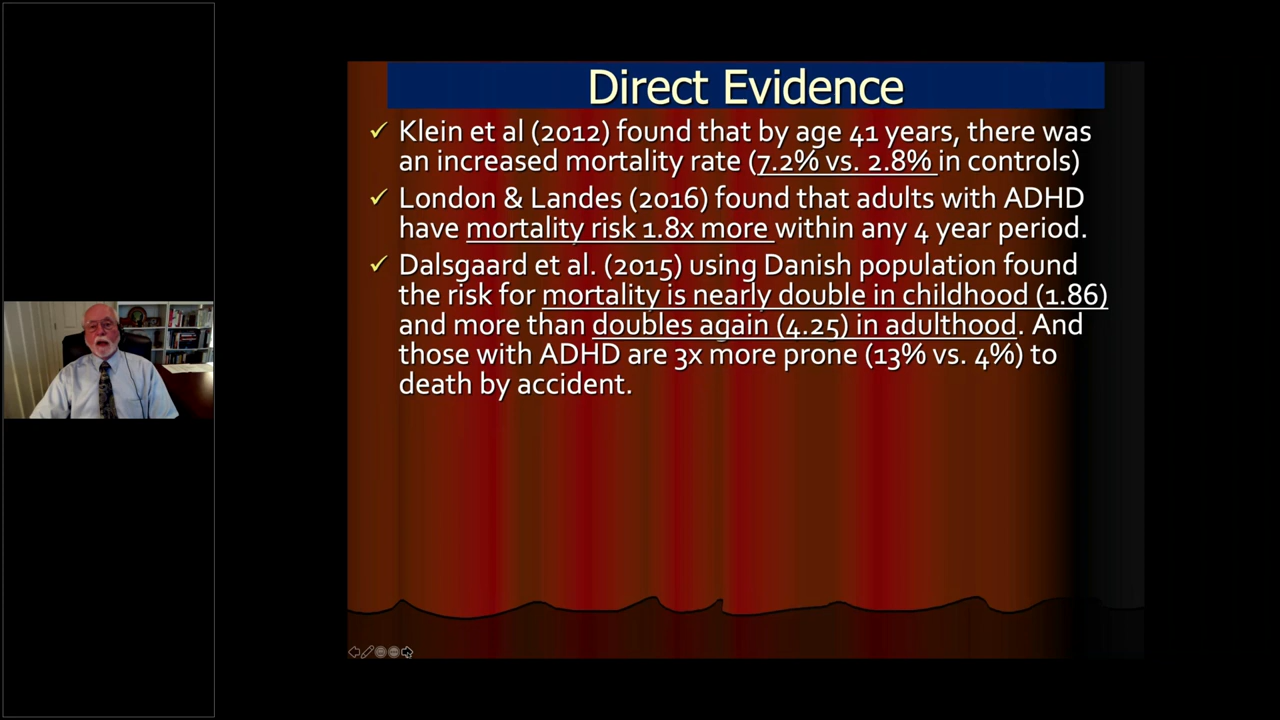 Direct Evidence
✓ Klein et al (2012) found that by age 41 years, there was
an increased mortality rate (7.2% vs. 2.8% in controls)
✓ London & Landes (2016) found that adults with ADHD
have mortality risk 1.8x more within any 4 year period.
✓ Dalsgaard et al. (2015) using Danish population found
the risk for mortality is nearly double in childhood (1.86)
and more than doubles again (4.25) in adulthood. And
those with ADHD are 3x more prone (13% vs. 4%) to
death by accident.